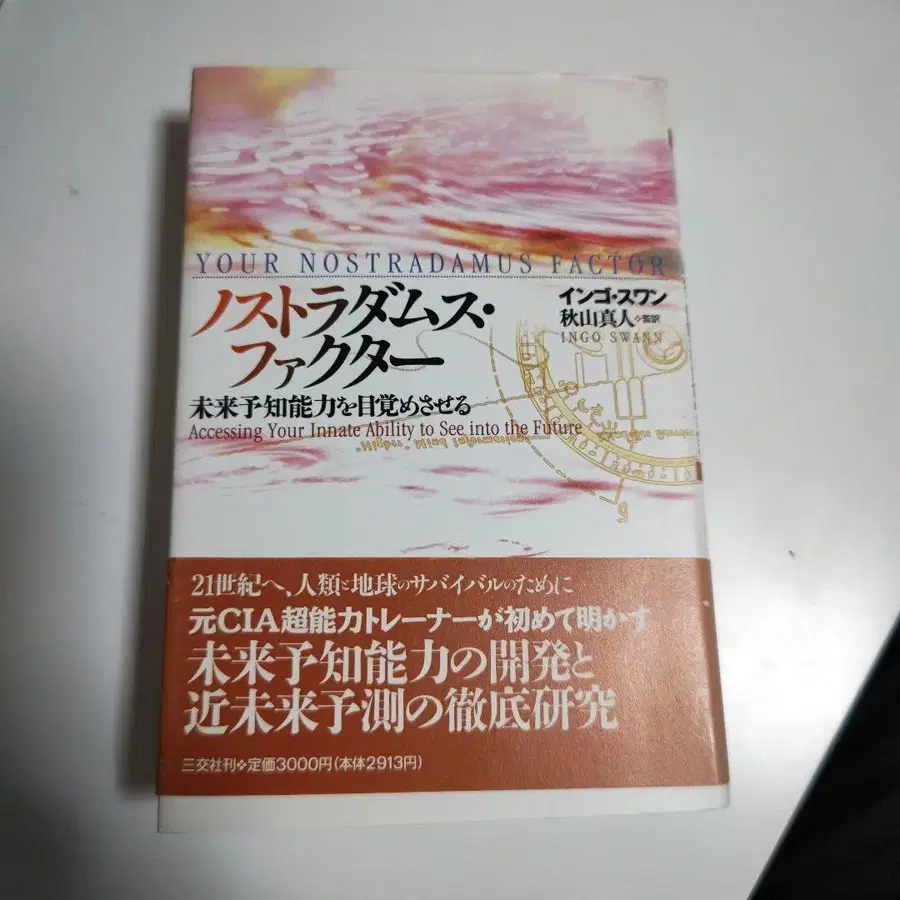 YOUR NOSTRADAMUS FACTOR
ノストラダムス・
ファクター
インゴ・スワン
秋山真人❖監訳
INGO SWANN
未来予知能力を目覚めさせる
Accessing Your Innate Ability to See into the Future
21世紀へ、人類と地球のサバイバルのために
元CIA超能力トレーナーが初めて明かす
未来予知能力の開発と
近未来予測の徹底研究
三交社刊❖定価3000円(本体2913円)